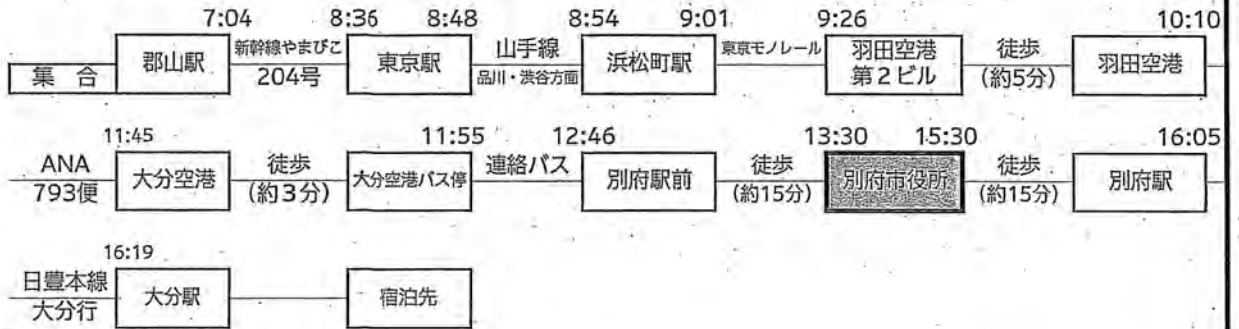 7:04 8:36 8:48 8:54 9:01 9:26 10:10
集合 郡山駅 新幹線やまびこ 204号 東京駅 山手線 品川・渋谷方面 浜松町駅 東京モノレール 羽田空港 第2ビル 徒歩 (約5分) 羽田空港
11:45 11:55 12:46 13:30 15:30 16:05
ANA 793便 大分空港 徒歩 (約3分) 大分空港バス停 連絡バス 別府駅前 徒歩 (約15分) 別府市役所 徒歩 (約15分) 別府駅
16:19
日豊本線 大分行 大分駅 宿泊先